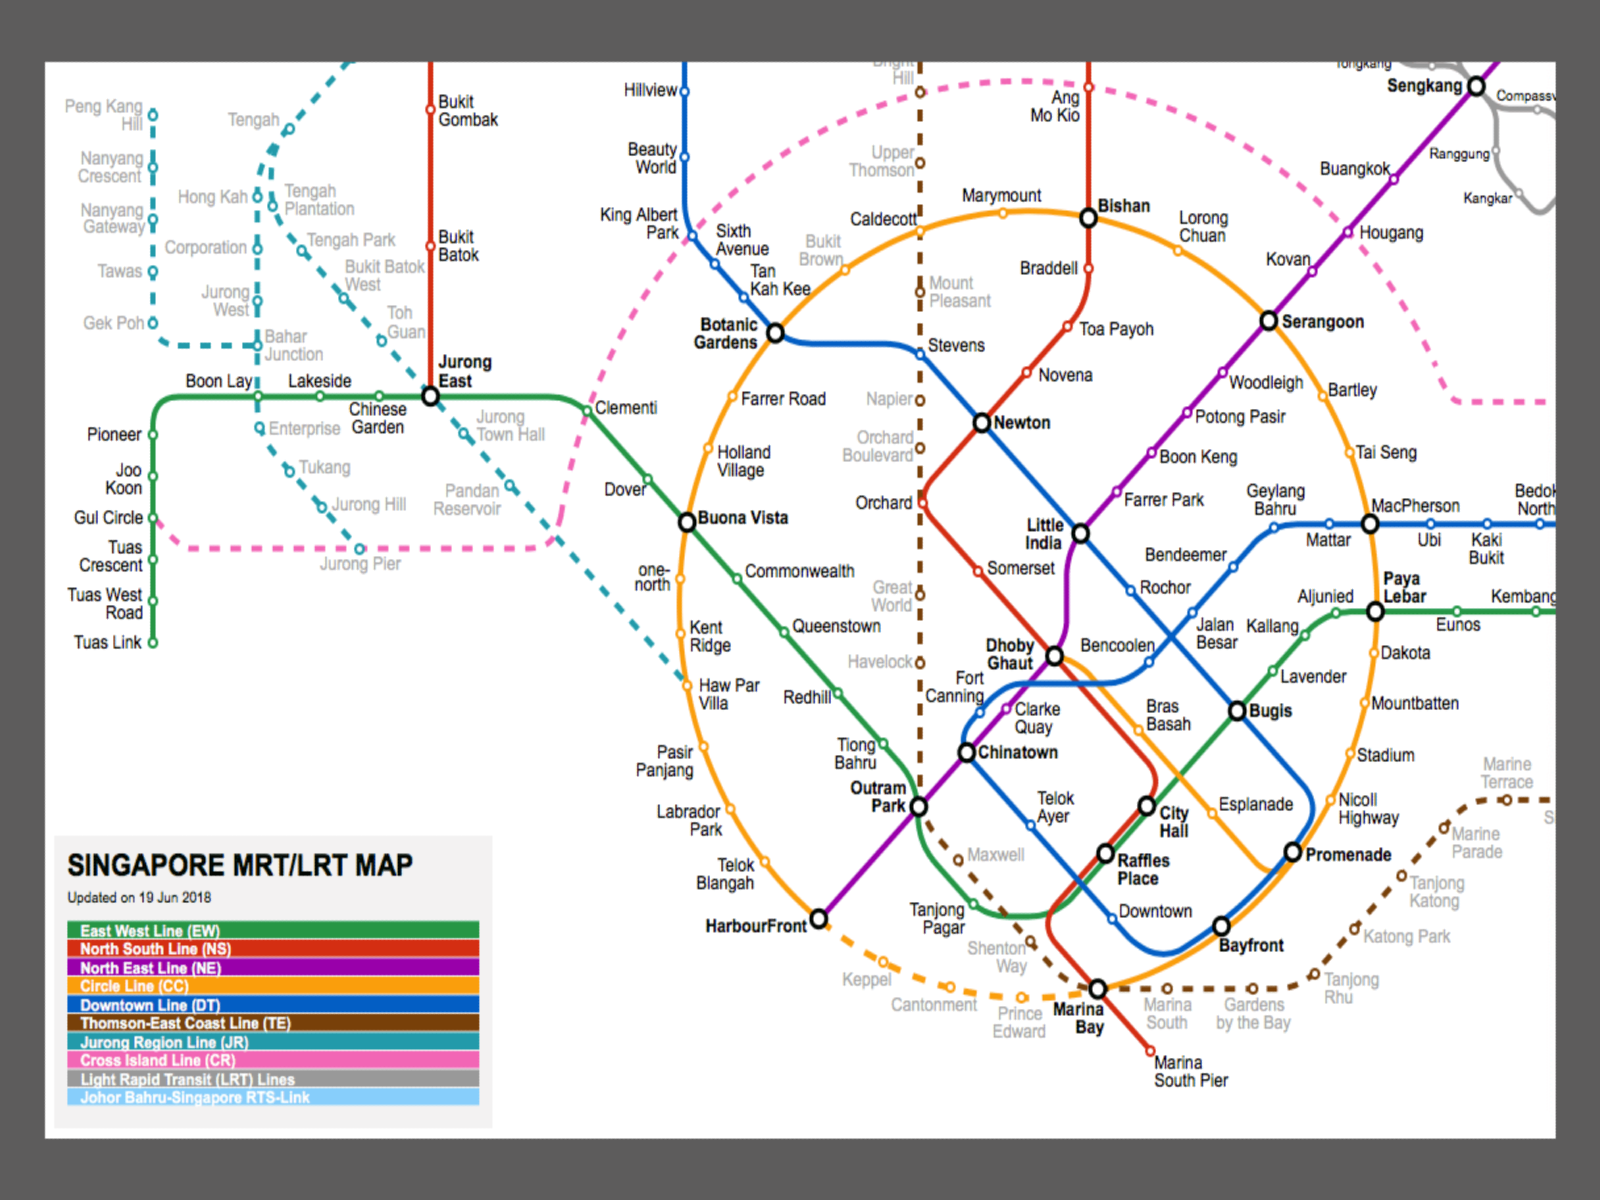 Bright
Hill
Tongkang
Sengkang
Compassv
Ranggung
Kangkar
Buangkok
Hougang
Kovan
Serangoon
Woodleigh
Potong Pasir
Boon Keng
Farrer Park
Little
India
Peng Kang
Hill
Nanyang
Crescent
Nanyang
Gateway
Tawas
Gek Poh
Tengah
Hong Kah
Tengah
Plantation
Corporation
Tengah Park
Bukit Batok
West
Jurong
West
Toh
Guan
Bahar
Junction
Bukit
Gombak
Bukit
Batok
Jurong
East
Boon Lay
Lakeside
Chinese
Garden
Pioneer
Joo
Koon
Gul Circle
Tuas
Crescent
Tuas West
Road
Tuas Link
Enterprise
Tukang
Jurong Hill
Jurong Pier
Jurong
Town Hall
Pandan
Reservoir
Clementi
Dover
Buona Vista
Commonwealth
Queenstown
Redhill
Tiong
Bahru
Outram
Park
Hillview
Beauty
World
King Albert
Park
Sixth
Avenue
Tan
Kah Kee
Botanic
Gardens
Bukit
Brown
Caldecott
Marymount
Upper
Thomson
Ang
Mo Kio
Bishan
Lorong
Chuan
Braddell
Toa Payoh
Novena
Newton
Mount
Pleasant
Stevens
Napier
Orchard
Boulevard
Orchard
Somerset
Great
World
Havelock
Farrer Road
Holland
Village
one-
north
Kent
Ridge
Haw Par
Villa
Pasir
Panjang
Labrador
Park
Telok
Blangah
HarbourFront
Keppel
Cantonment
Prince
Edward
Marina
Bay
Marina
South Pier
Marina
South
Gardens
by the Bay
Tanjong
Rhu
Katong Park
Tanjong
Katong
Marine
Parade
Marine
Terrace
S
Maxwell
Shenton
Way
Tanjong
Pagar
Raffles
Place
City
Hall
Dhoby
Ghaut
Fort
Canning
Clarke
Quay
Chinatown
Telok
Ayer
Downtown
Bayfront
Promenade
Esplanade
Bras
Basah
Bencoolen
Jalan
Besar
Rochor
Bendeemer
Geylang
Bahru
Mattar
MacPherson
Ubi
Kaki
Bukit
Bedok
North
Bartley
Tai Seng
Paya
Lebar
Aljunied
Kallang
Lavender
Bugis
Eunos
Kembang
Dakota
Mountbatten
Stadium
Nicoll
Highway
SINGAPORE MRT/LRT MAP
Updated on 19 Jun 2018
East West Line (EW)
North South Line (NS)
North East Line (NE)
Circle Line (CC)
Downtown Line (DT)
Thomson-East Coast Line (TE)
Jurong Region Line (JR)
Cross Island Line (CR)
Light Rapid Transit (LRT) Lines
Johor Bahru-Singapore RTS-Link